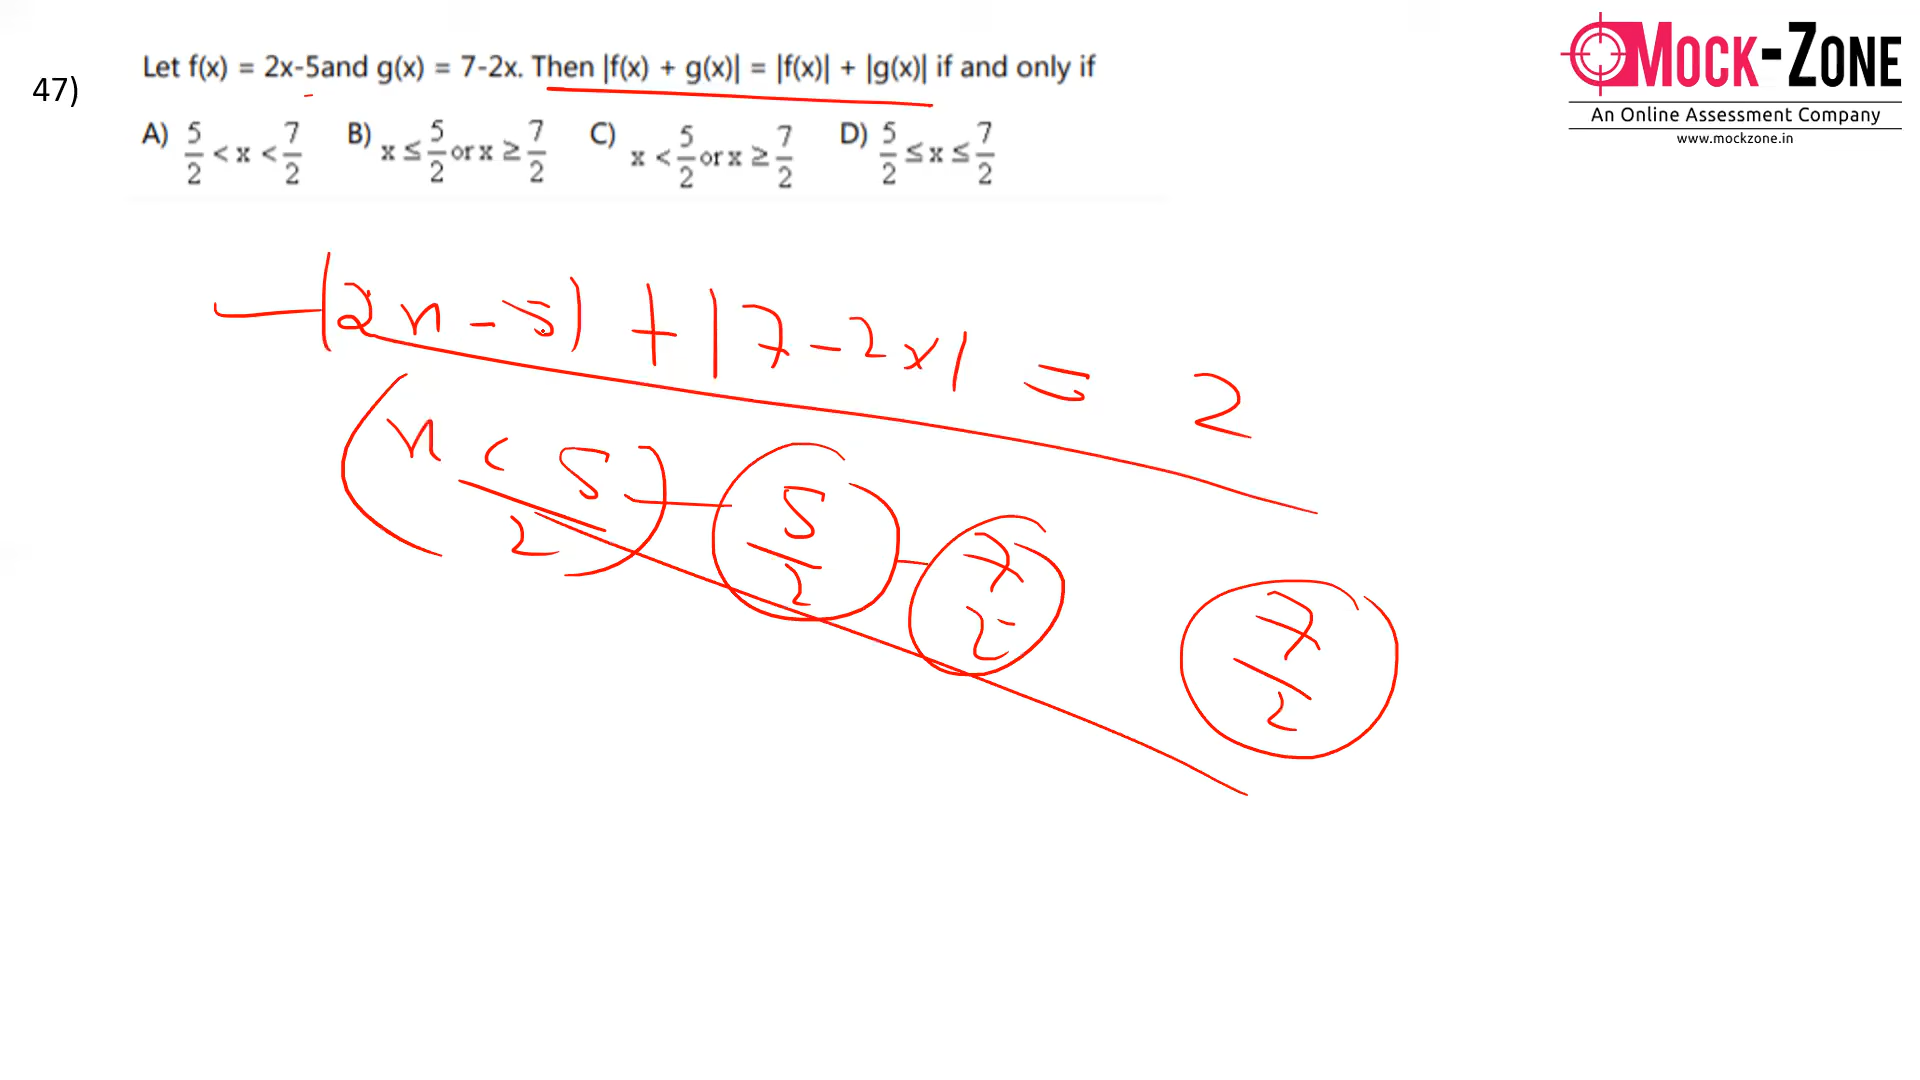 MOCK-ZONE
An Online Assessment Company
www.mockzone.in
47)
Let f(x) = 2x-5and g(x) = 7-2x. Then |f(x) + g(x)| = |f(x)| + |g(x)| if and only if
A) 5/2 < x < 7/2 B) x ≤ 5/2 or x ≥ 7/2 C) x < 5/2 or x ≥ 7/2 D) 5/2 ≤ x ≤ 7/2
|2x - 5| + |7 - 2x| = 2
(x < 5/2) 5/2 - 7/2 7/2